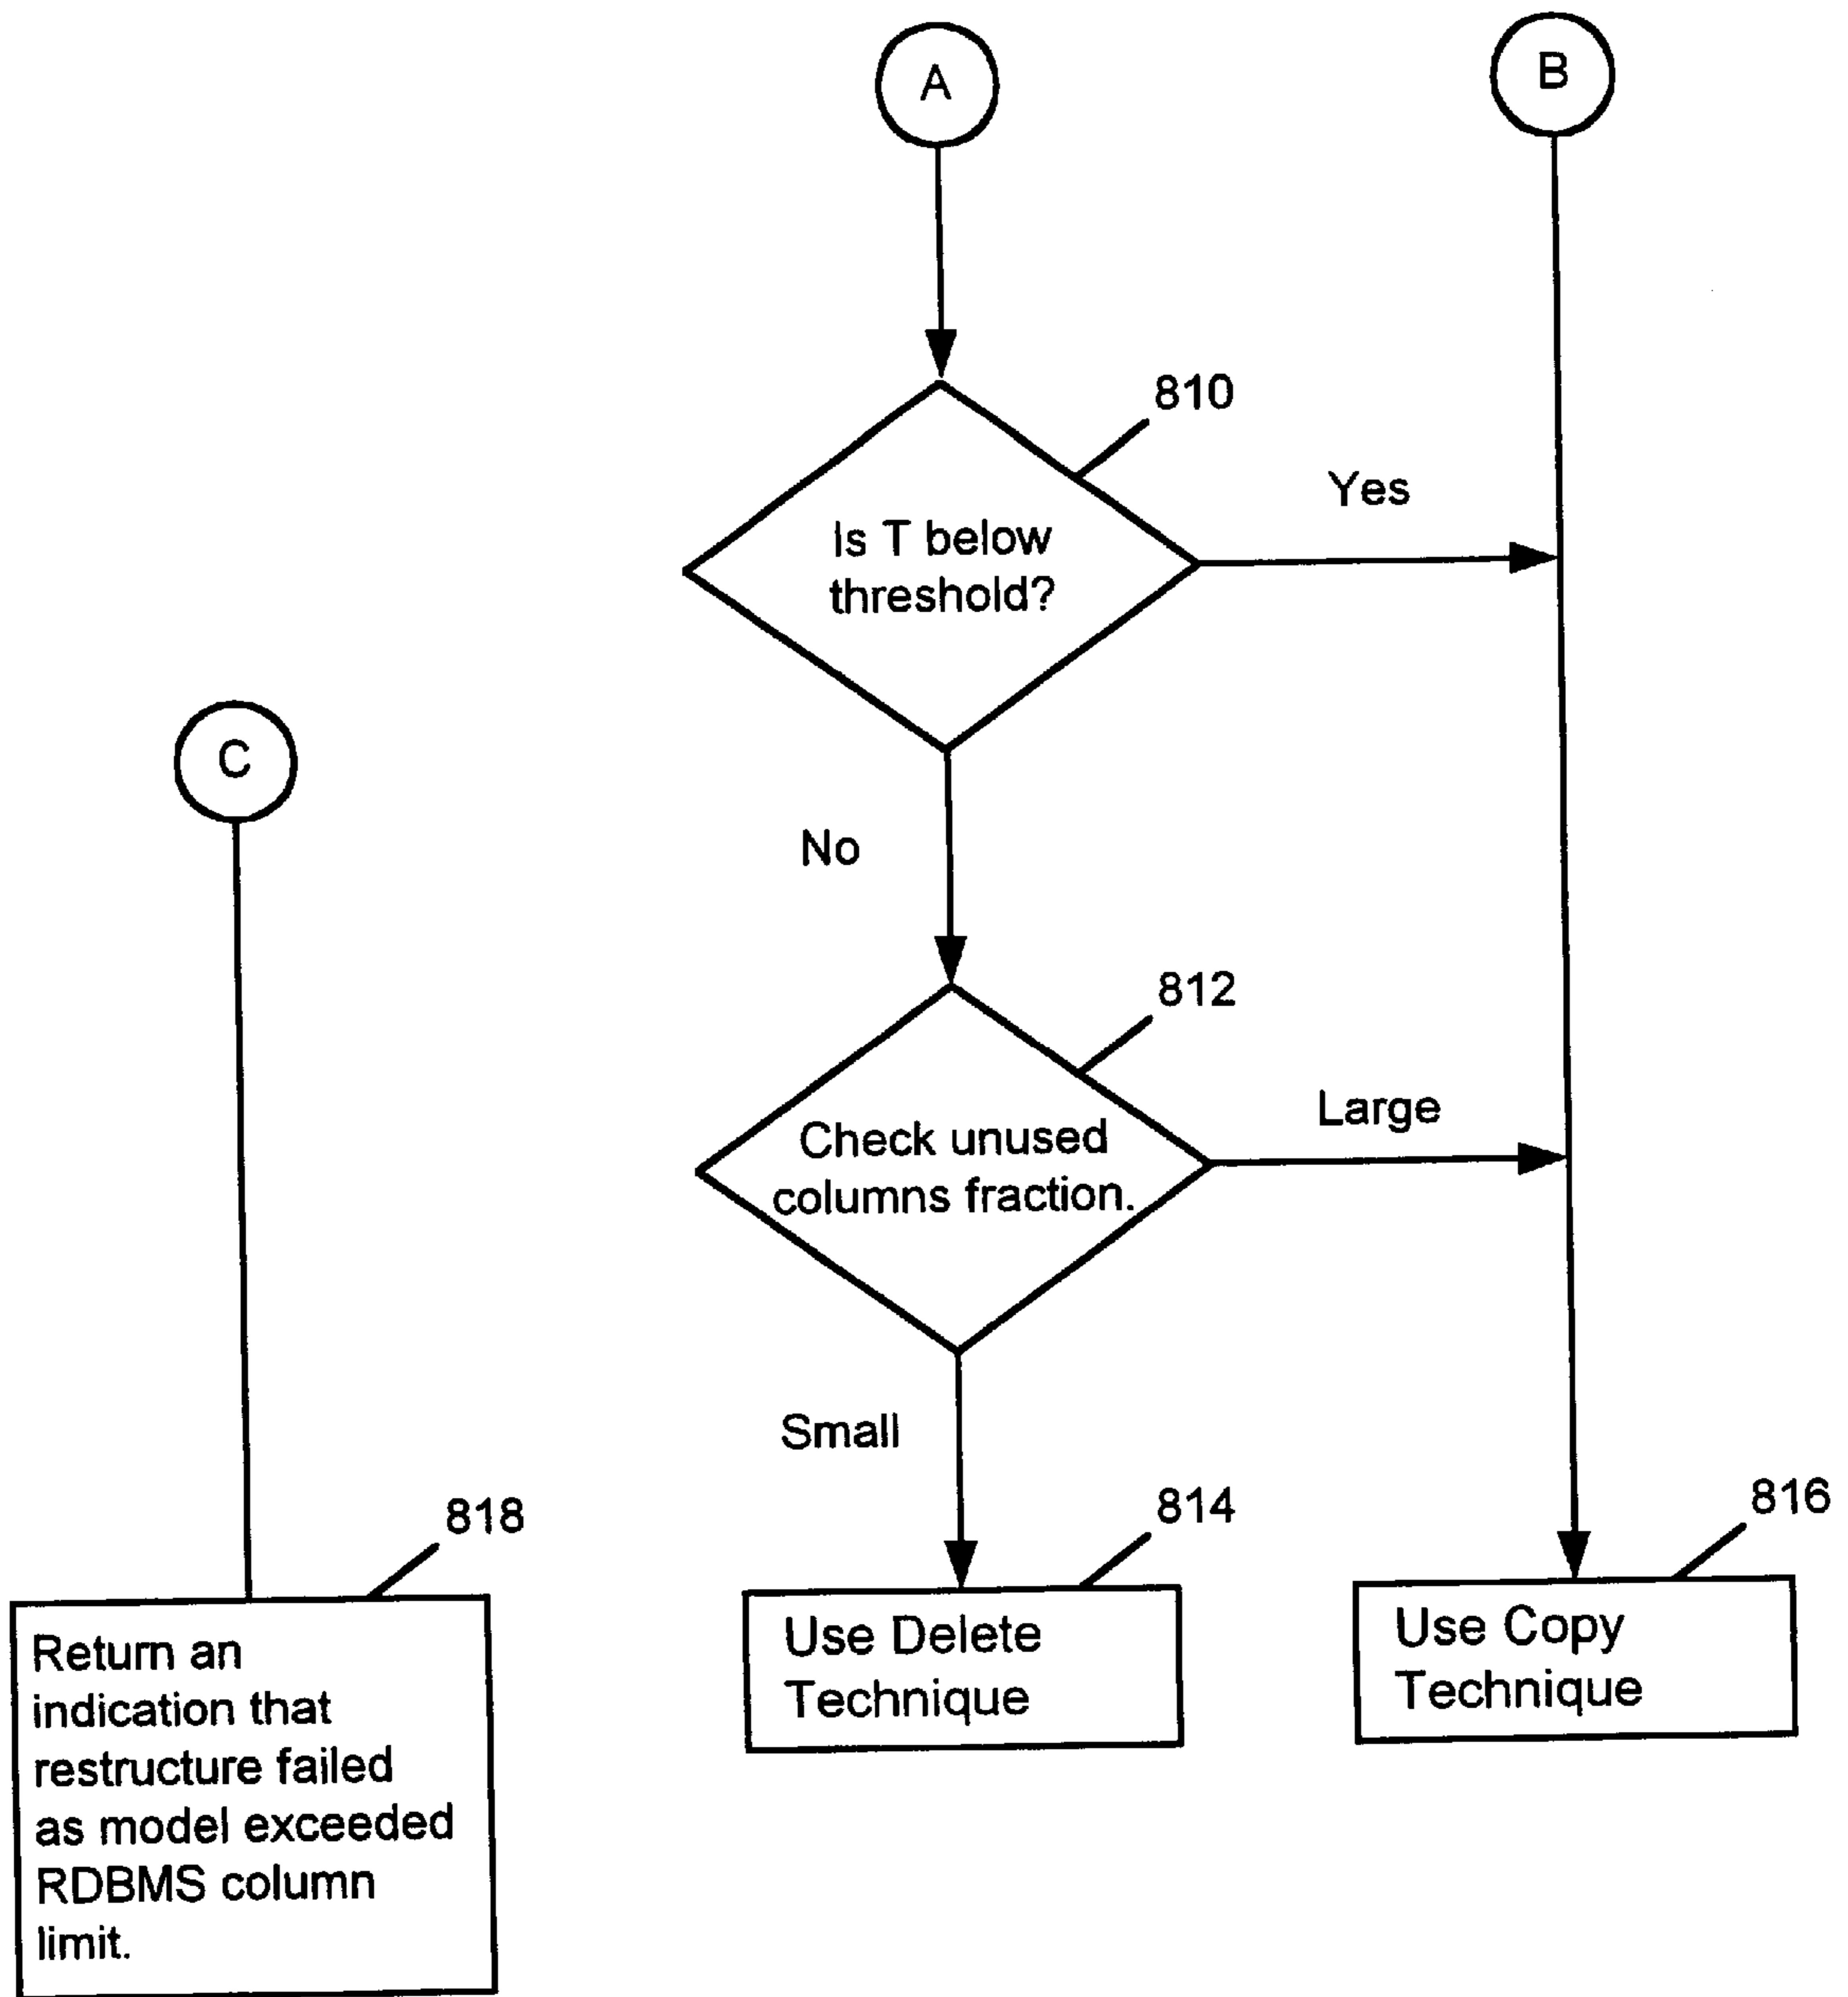 A
B
810
Yes
Is T below
threshold?
C
No
812
Large
Check unused
columns fraction.
Small
818
814
816
Return an
indication that
restructure failed
as model exceeded
RDBMS column
limit.
Use Delete
Technique
Use Copy
Technique